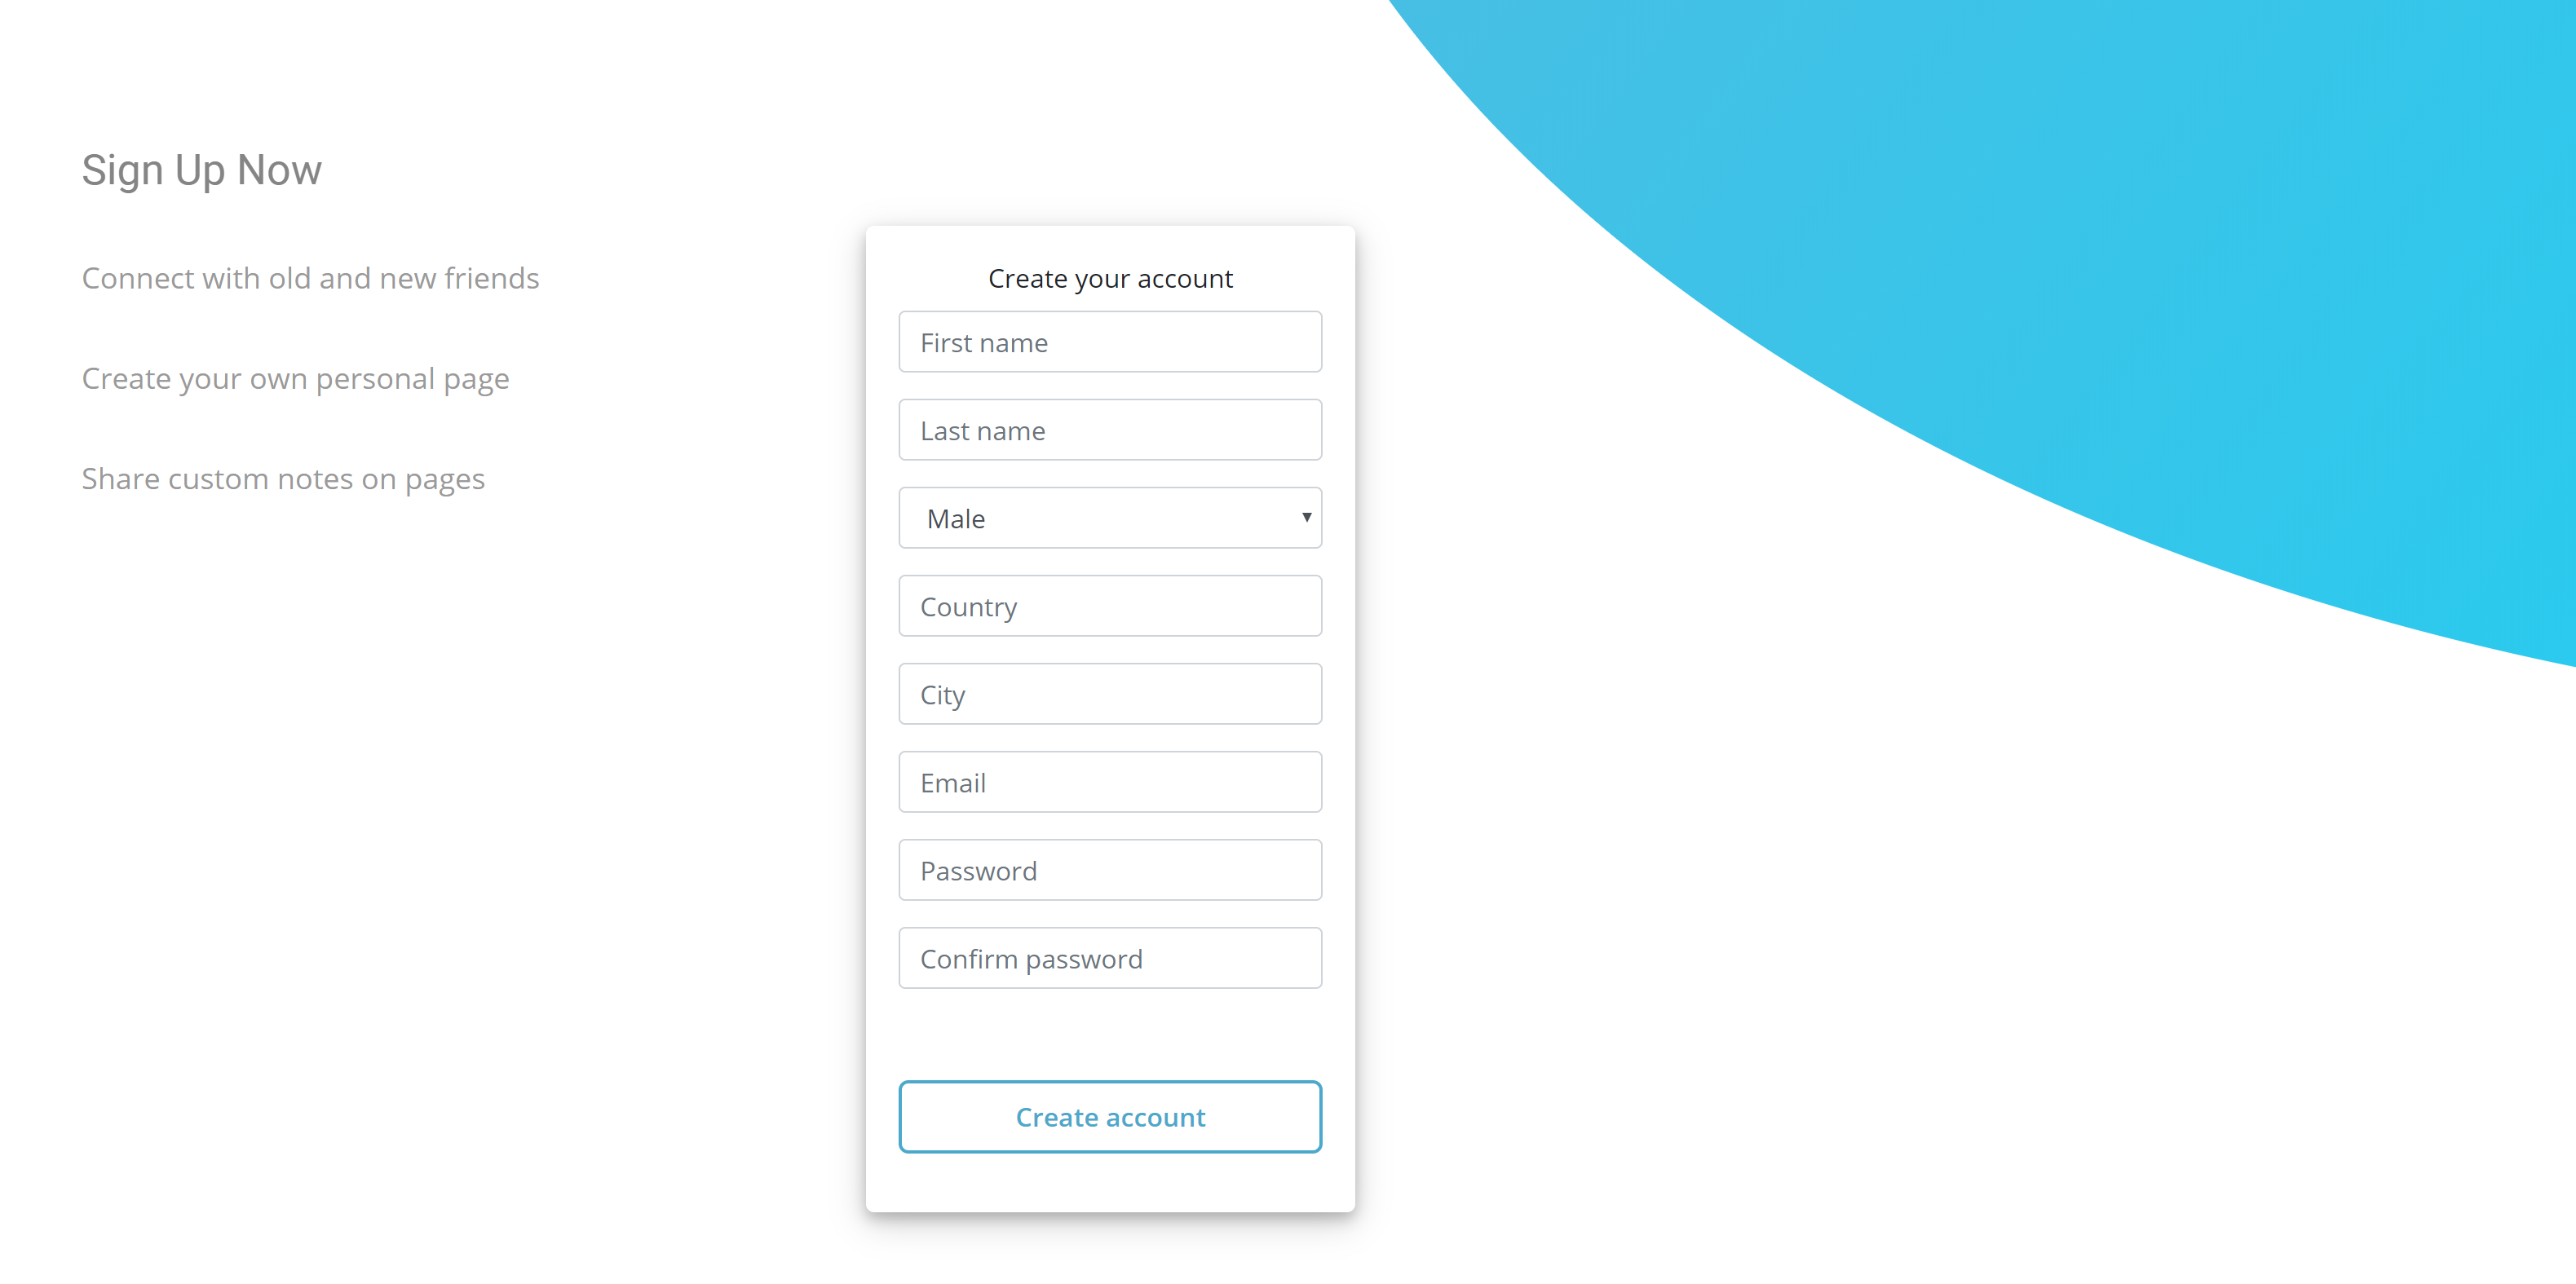 Sign Up Now
Connect with old and new friends
Create your own personal page
Share custom notes on pages
Create your account
First name
Last name
Male
Country
City
Email
Password
Confirm password
Create account